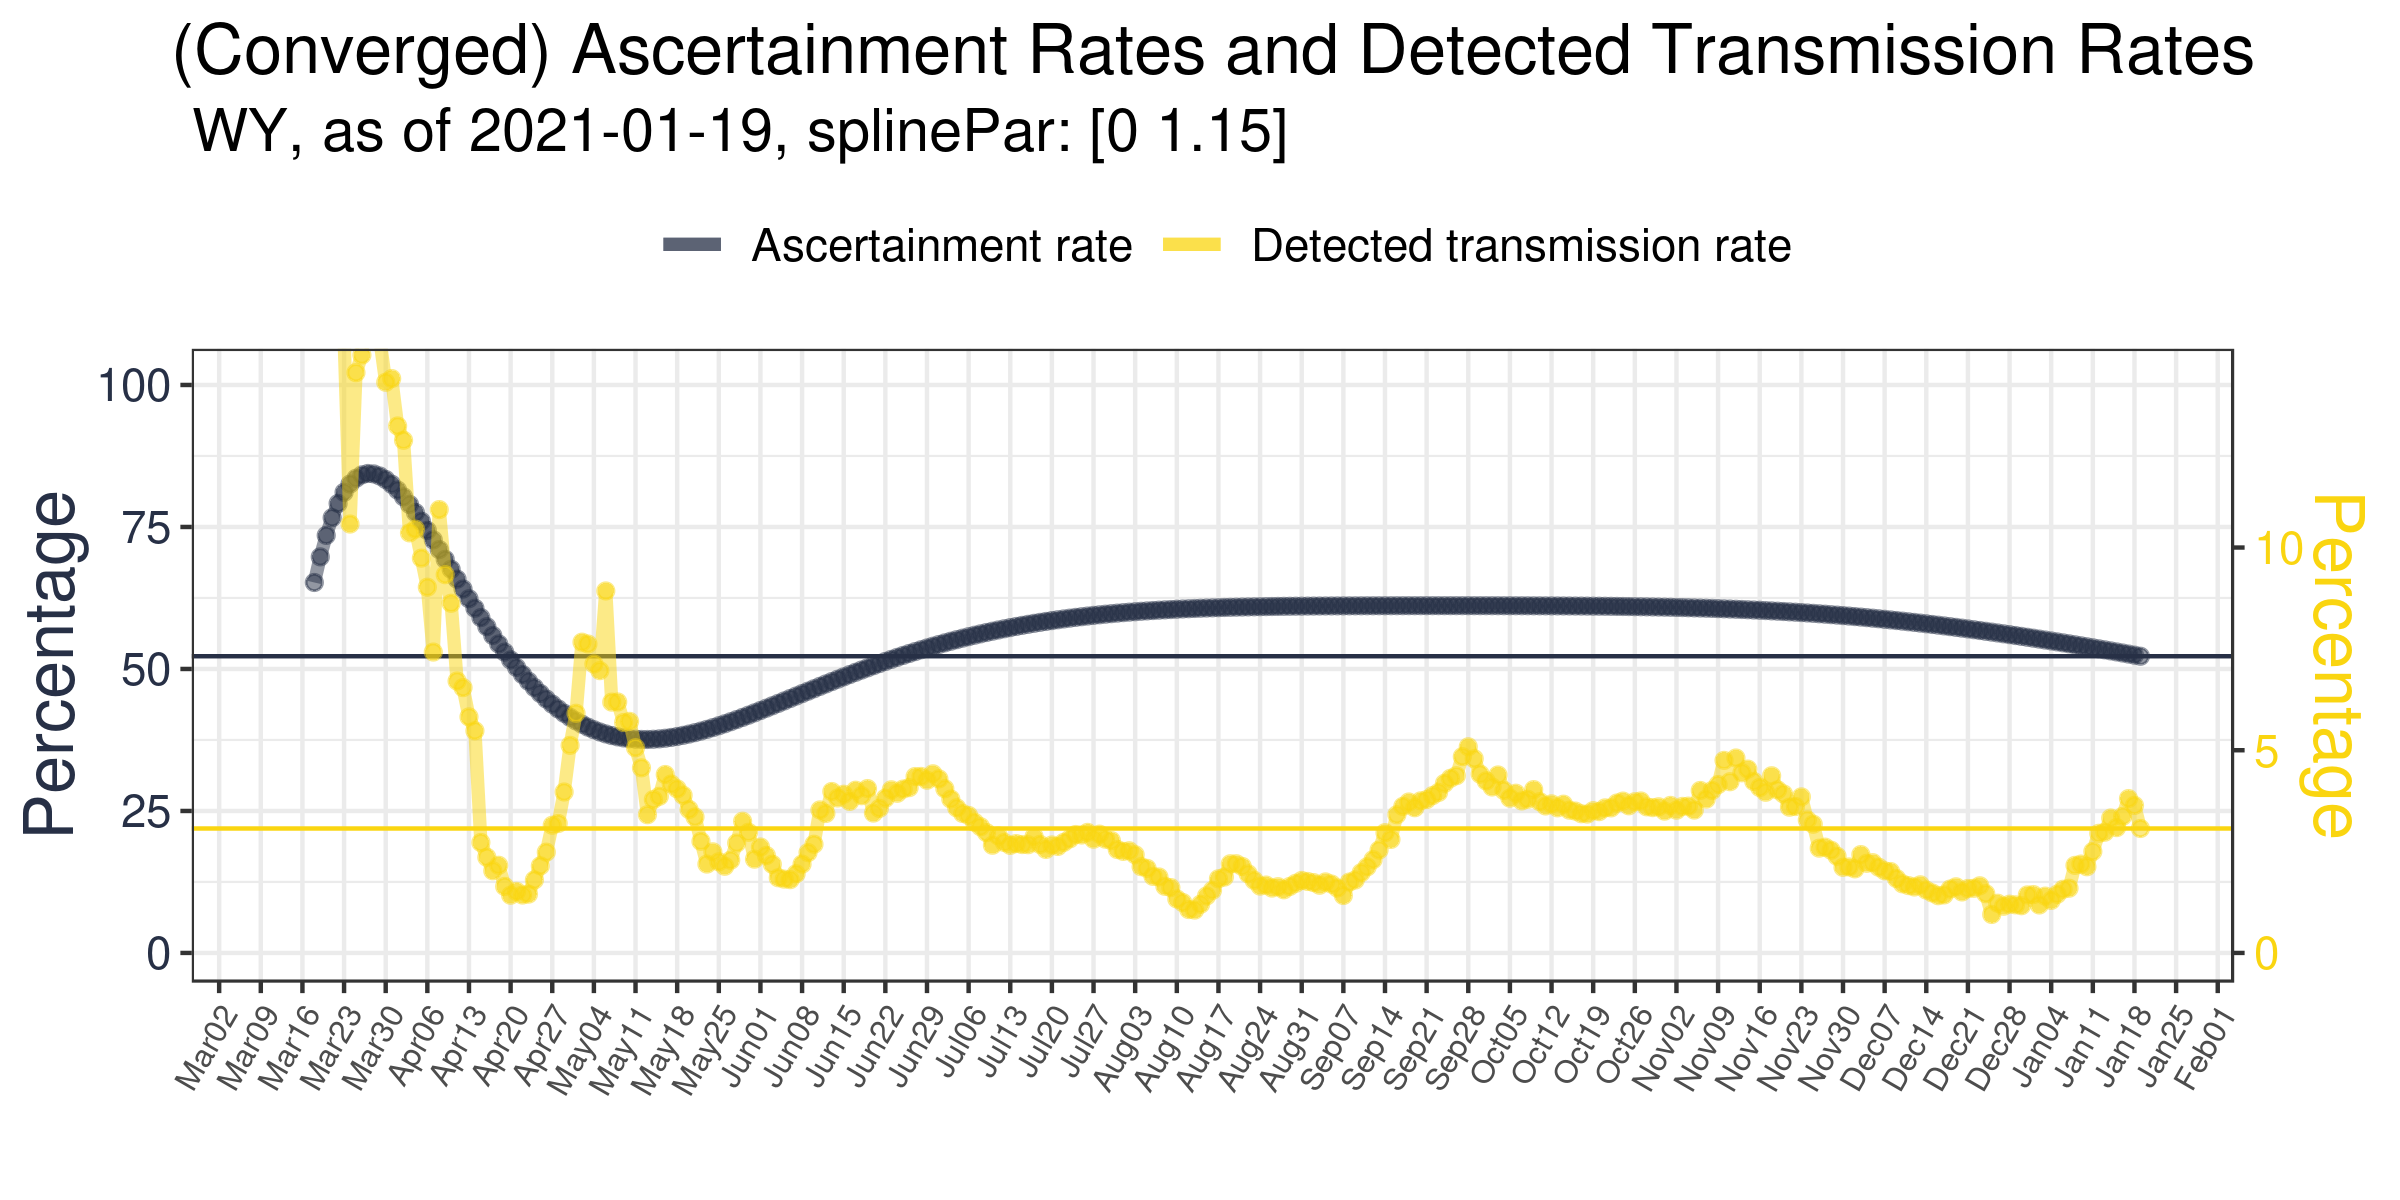 (Converged) Ascertainment Rates and Detected Transmission Rates
WY, as of 2021-01-19, splinePar: [0 1.15]
Ascertainment rate
Detected transmission rate
Percentage
100
75
50
25
0
10
5
0
Percentage
Mar02
Mar09
Mar16
Mar23
Mar30
Apr06
Apr13
Apr20
Apr27
May04
May11
May18
May25
Jun01
Jun08
Jun15
Jun22
Jun29
Jul06
Jul13
Jul20
Jul27
Aug03
Aug10
Aug17
Aug24
Aug31
Sep07
Sep14
Sep21
Sep28
Oct05
Oct12
Oct19
Oct26
Nov02
Nov09
Nov16
Nov23
Nov30
Dec07
Dec14
Dec21
Dec28
Jan04
Jan11
Jan18
Jan25
Feb01